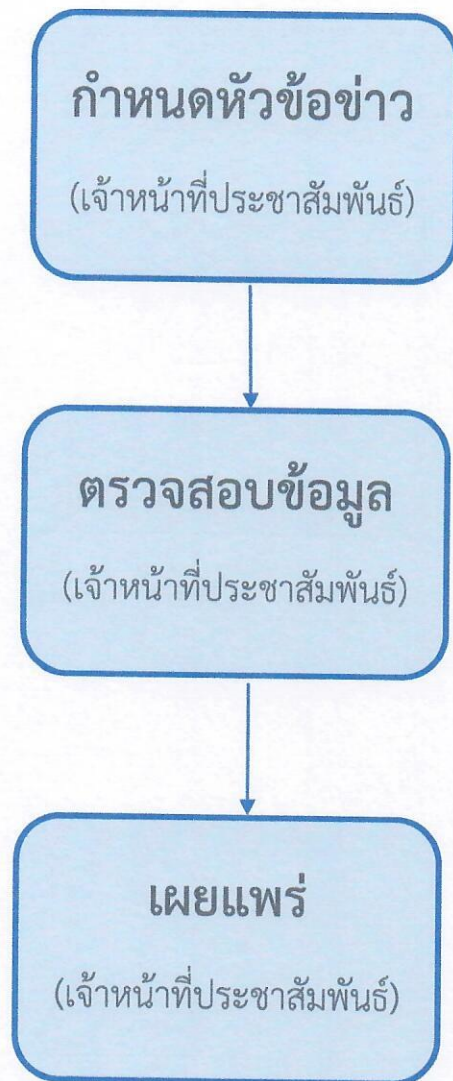 กำหนดหัวข้อข่าว
(เจ้าหน้าที่ประชาสัมพันธ์)
ตรวจสอบข้อมูล
(เจ้าหน้าที่ประชาสัมพันธ์)
เผยแพร่
(เจ้าหน้าที่ประชาสัมพันธ์)